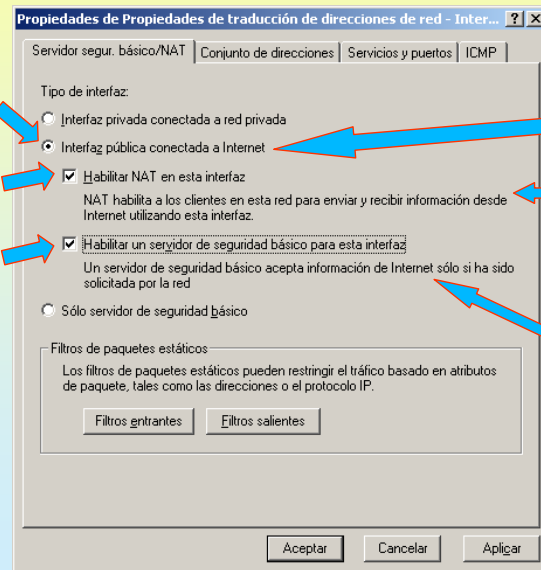 Propiedades de Propiedades de traducción de direcciones de red - Inter...
Servidor segur. básico/NAT
Conjunto de direcciones
Servicios y puertos
ICMP
Tipo de interfaz:
Interfaz privada conectada a red privada
Interfaz pública conectada a Internet
Habilitar NAT en esta interfaz
NAT habilita a los clientes en esta red para enviar y recibir información desde
Internet utilizando esta interfaz.
Habilitar un servidor de seguridad básico para esta interfaz
Un servidor de seguridad básico acepta información de Internet sólo si ha sido
solicitada por la red
Sólo servidor de seguridad básico
Filtros de paquetes estáticos
Los filtros de paquetes estáticos pueden restringir el tráfico basado en atributos
de paquete, tales como las direcciones o el protocolo IP.
Filtros entrantes
Filtros salientes
Aceptar
Cancelar
Aplicar